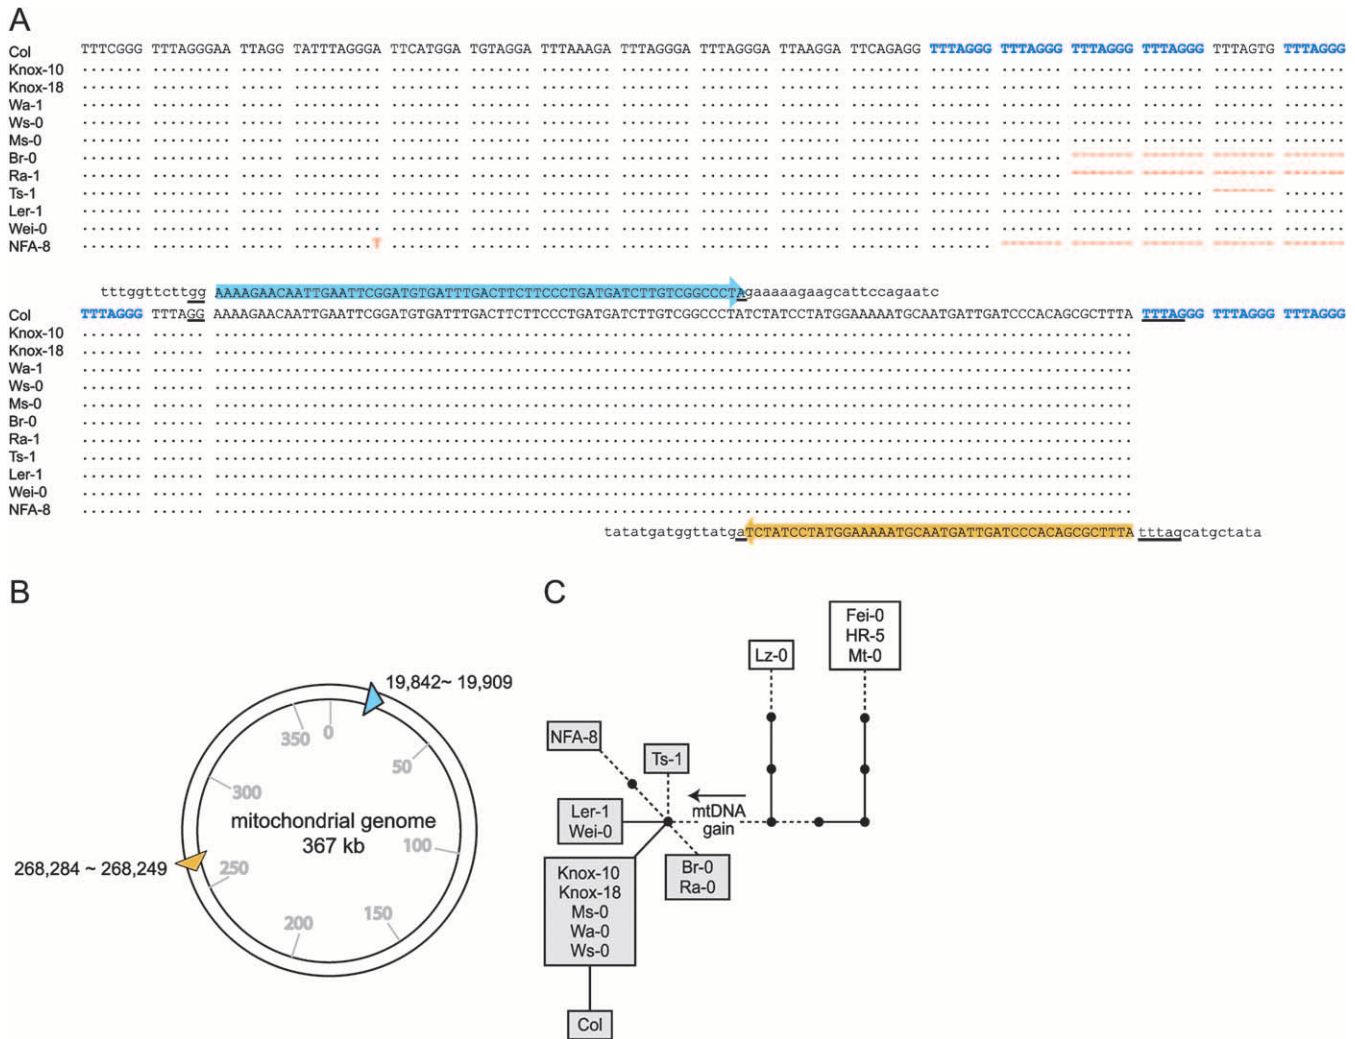 A
Col TTTCGGG TTTAGGGAA TTAGG TATTTAGGGA TTCATGGA TGTAGGA TTTAAAGA TTTAGGGA TTTAGGGA TTAAGGA TTCAGAGG TTTAGGG TTTAGGG TTTAGGG TTTAGGG TTTAGTG TTTAGGG
Knox-10
Knox-18
Wa-1
Ws-0
Ms-0
Br-0
Ra-1
Ts-1
Ler-1
Wei-0
NFA-8 T
tttggttcttgg AAAAGAACAATTGAATTCGGATGTGATTTGACTTCTTCCCTGATGATCTTGTCGGCCCTAgaaaaagaagcattccagaatc
Col TTTAGGG TTTAGG AAAAGAACAATTGAATTCGGATGTGATTTGACTTCTTCCCTGATGATCTTGTCGGCCCTATCTATCCTATGGAAAAATGCAATGATTGATCCCACAGCGCTTTA TTTAGGG TTTAGGG TTTAGGG
Knox-10
Knox-18
Wa-1
Ws-0
Ms-0
Br-0
Ra-1
Ts-1
Ler-1
Wei-0
NFA-8
tatatgatggttatgaTCTATCCTATGGAAAAATGCAATGATTGATCCCACAGCGCTTTA tttagcatgctata
B
19,842~ 19,909
0
50
100
150
200
250
300
350
mitochondrial genome
367 kb
268,284 ~ 268,249
C
Fei-0
HR-5
Mt-0
Lz-0
NFA-8
Ts-1
mtDNA
gain
Ler-1
Wei-0
Br-0
Ra-0
Knox-10
Knox-18
Ms-0
Wa-0
Ws-0
Col